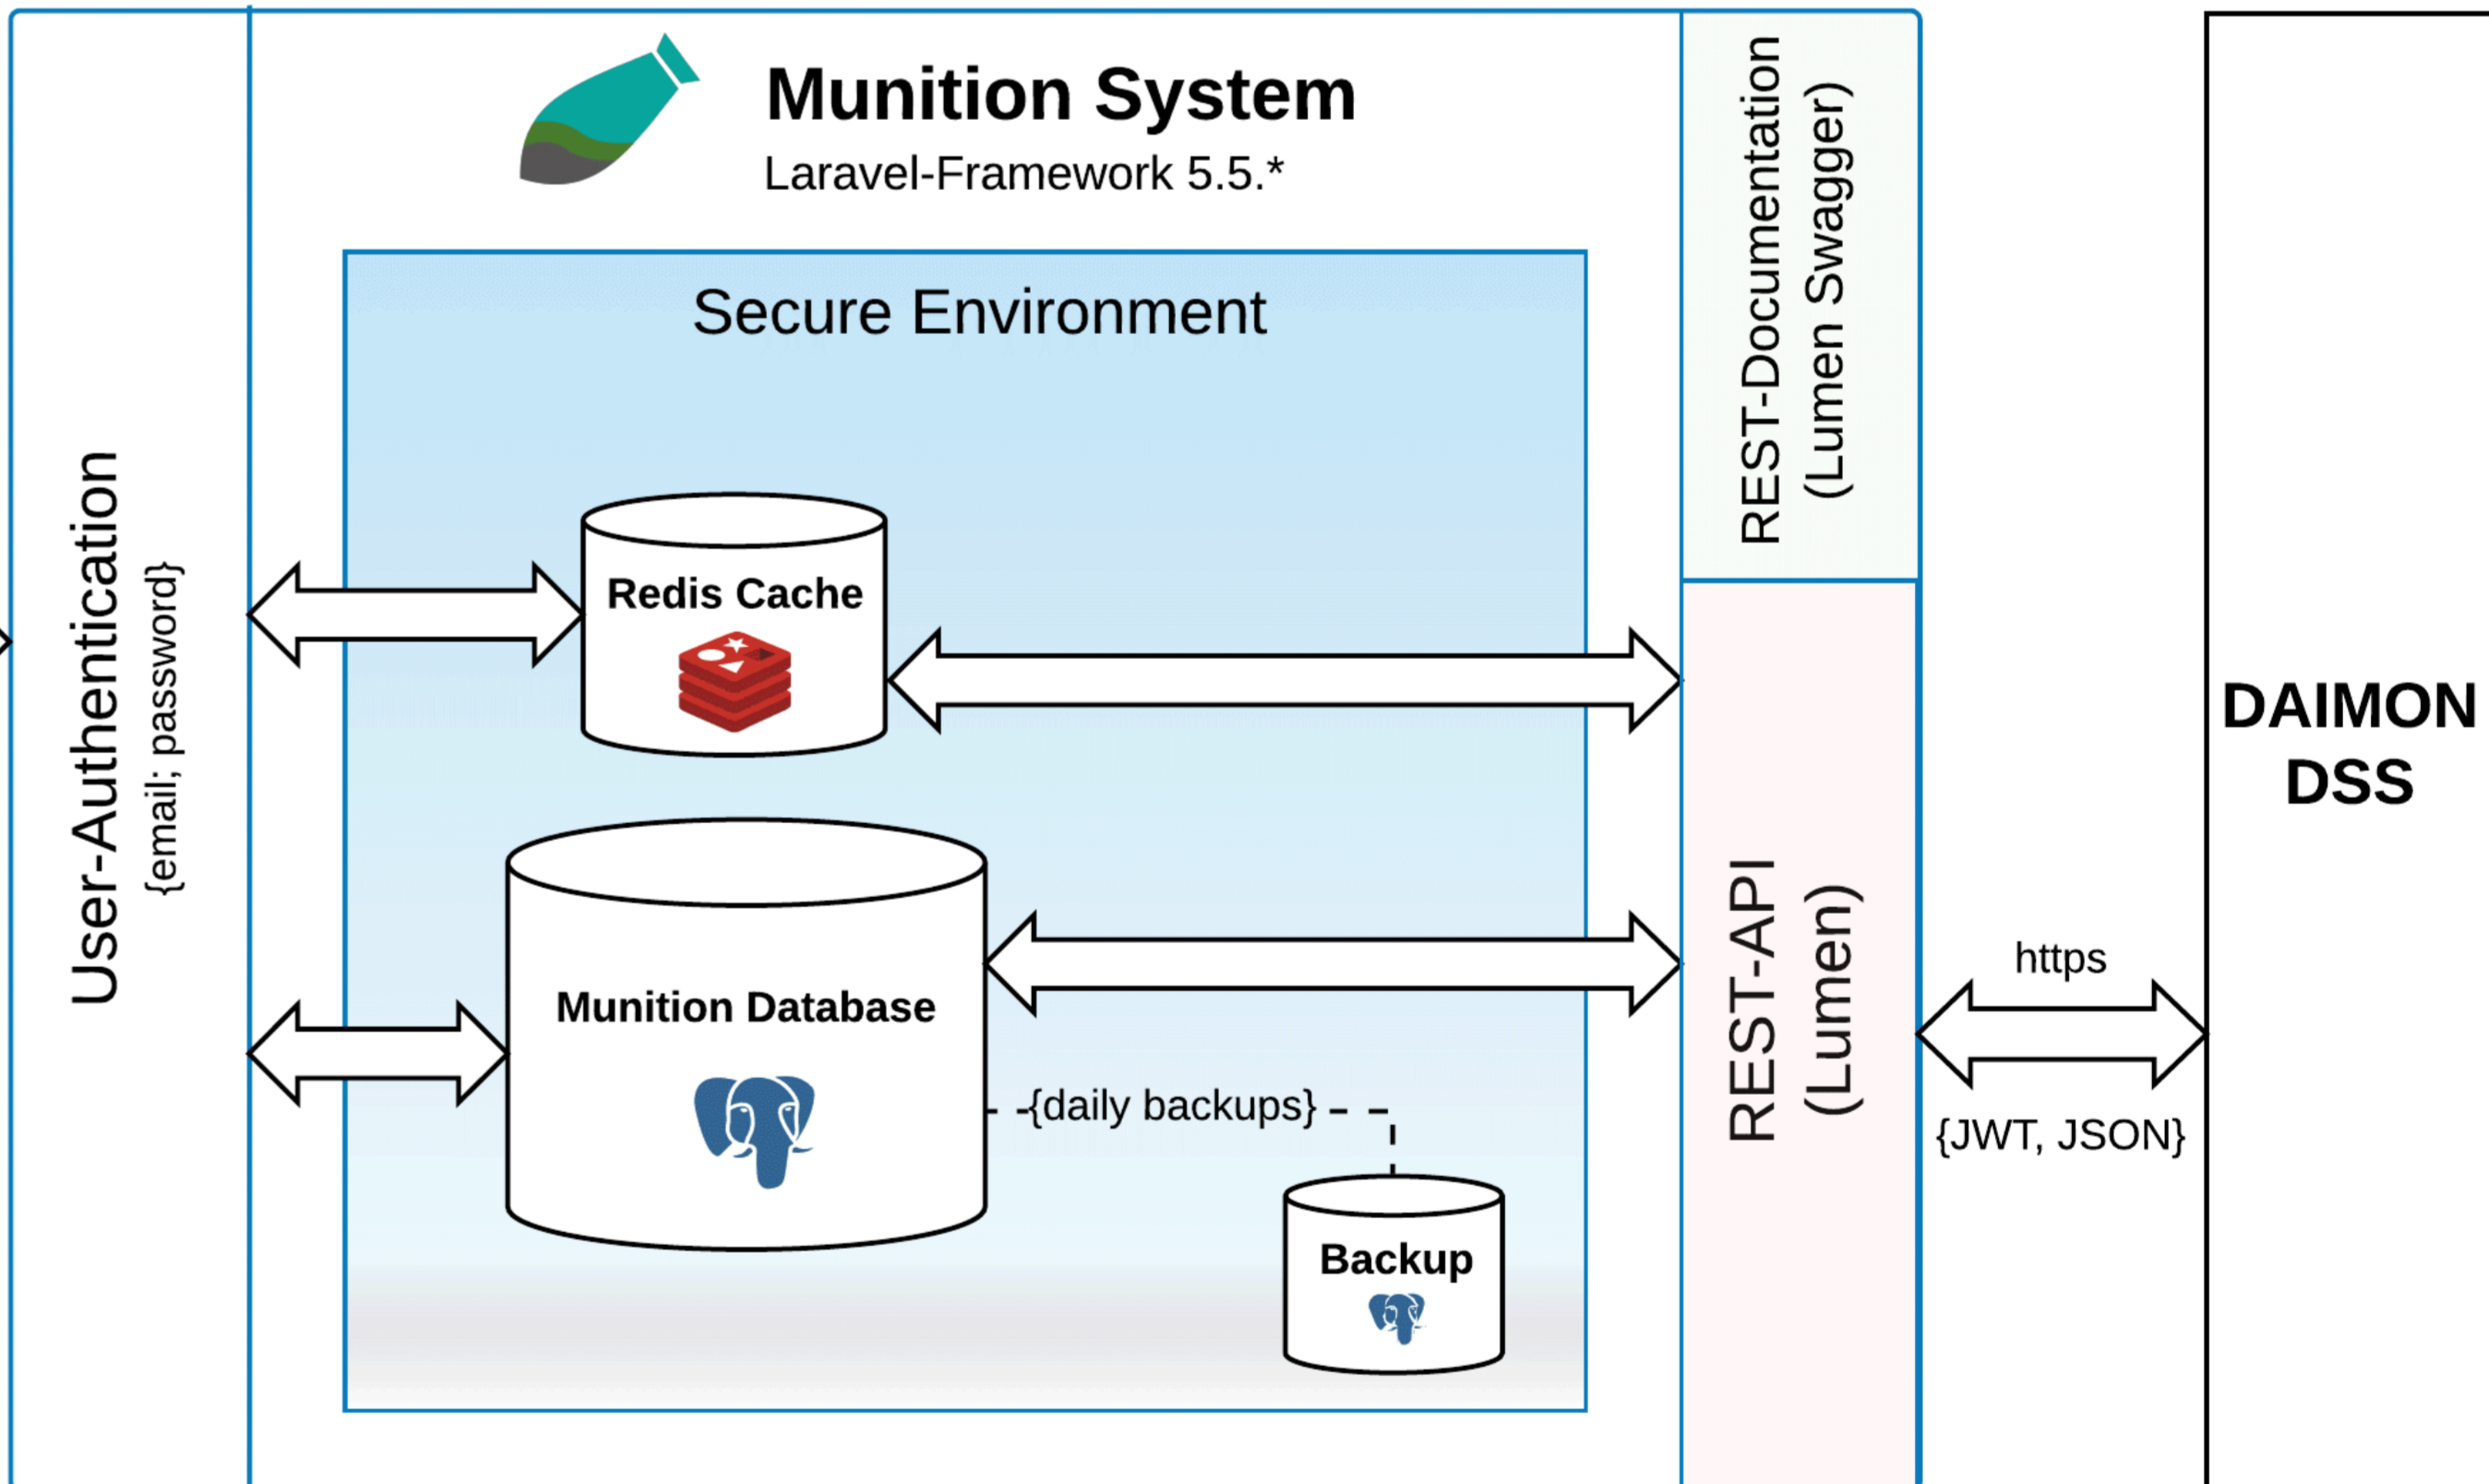 Munition System
Laravel-Framework 5.5.*
User-Authentication
{email; password}
Secure Environment
Redis Cache
Munition Database
{daily backups}
Backup
REST-Documentation
(Lumen Swagger)
REST-API
(Lumen)
https
{JWT, JSON}
DAIMON
DSS